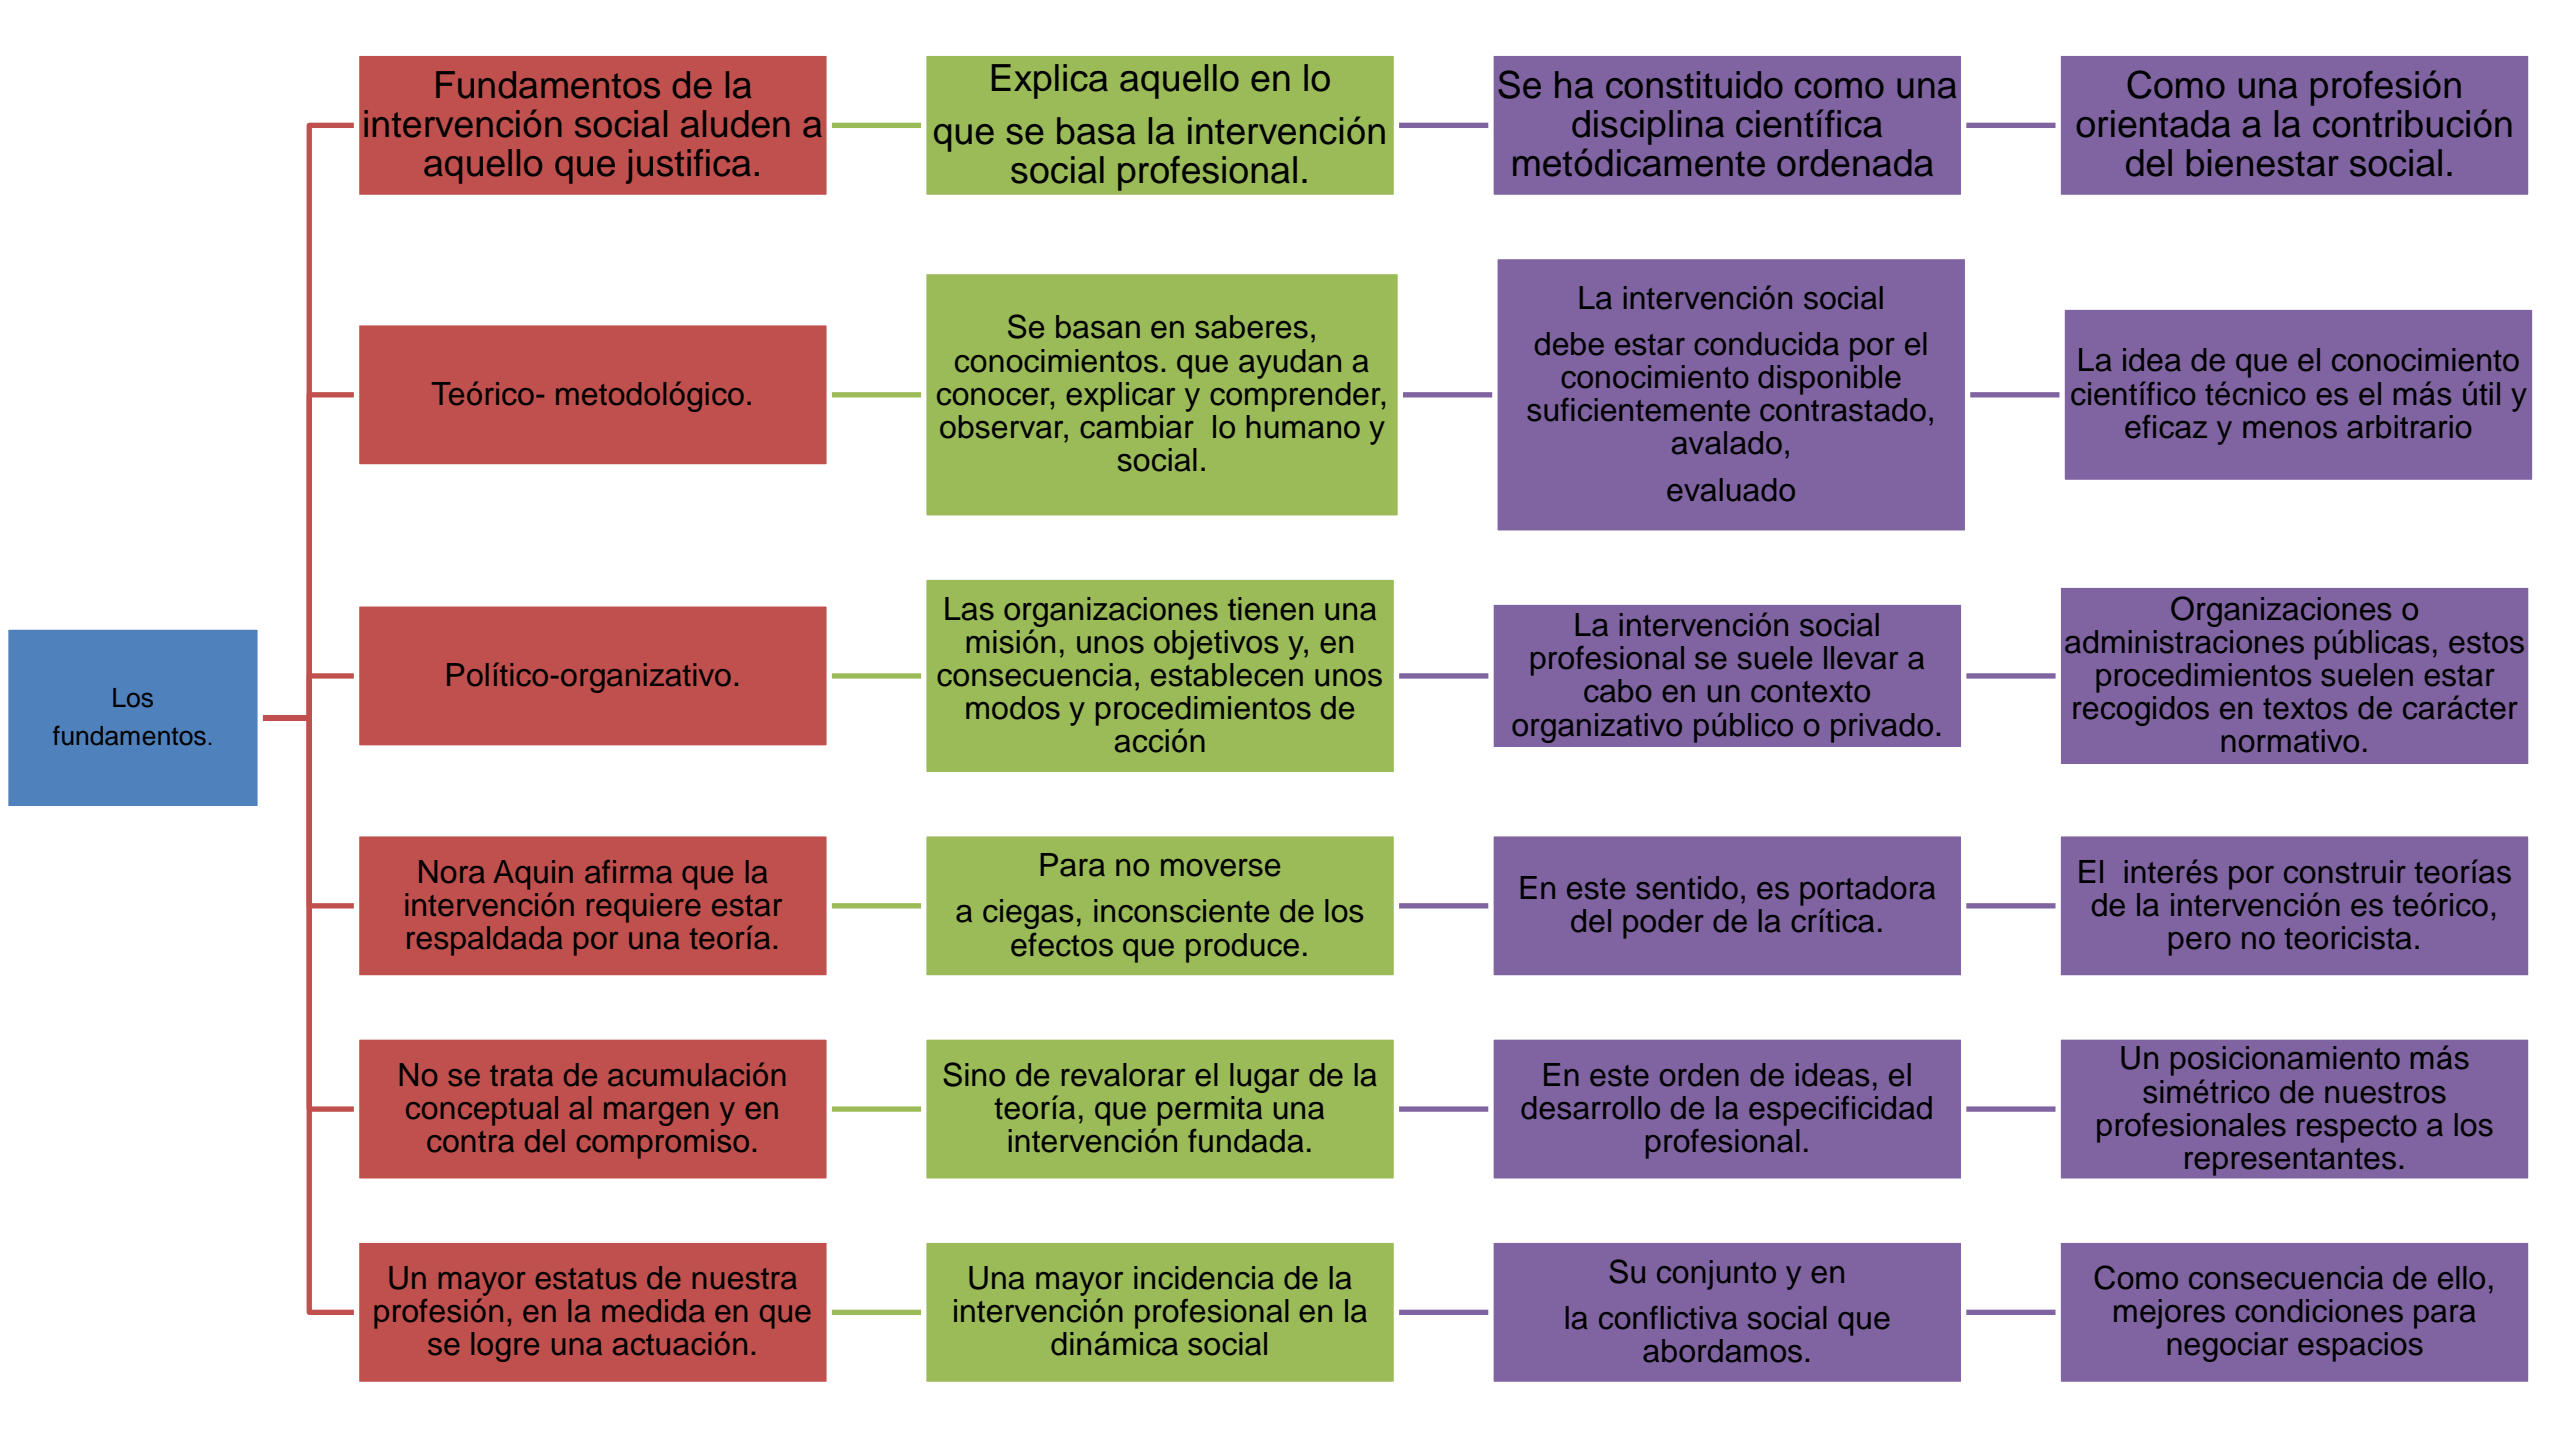 Fundamentos de la
intervención social aluden a
aquello que justifica.
Explica aquello en lo
que se basa la intervención
social profesional.
Se ha constituido como una
disciplina científica
metódicamente ordenada
Como una profesión
orientada a la contribución
del bienestar social.
Teórico- metodológico.
Se basan en saberes,
conocimientos. que ayudan a
conocer, explicar y comprender,
observar, cambiar  lo humano y
social.
La intervención social
debe estar conducida por el
conocimiento disponible
suficientemente contrastado,
avalado,
evaluado
La idea de que el conocimiento
científico técnico es el más útil y
eficaz y menos arbitrario
Los
fundamentos.
Político-organizativo.
Las organizaciones tienen una
misión, unos objetivos y, en
consecuencia, establecen unos
modos y procedimientos de
acción
La intervención social
profesional se suele llevar a
cabo en un contexto
organizativo público o privado.
Organizaciones o
administraciones públicas, estos
procedimientos suelen estar
recogidos en textos de carácter
normativo.
Nora Aquin afirma que la
intervención requiere estar
respaldada por una teoría.
Para no moverse
a ciegas, inconsciente de los
efectos que produce.
En este sentido, es portadora
del poder de la crítica.
El  interés por construir teorías
de la intervención es teórico,
pero no teoricista.
No se trata de acumulación
conceptual al margen y en
contra del compromiso.
Sino de revalorar el lugar de la
teoría, que permita una
intervención fundada.
En este orden de ideas, el
desarrollo de la especificidad
profesional.
Un posicionamiento más
simétrico de nuestros
profesionales respecto a los
representantes.
Un mayor estatus de nuestra
profesión, en la medida en que
se logre una actuación.
Una mayor incidencia de la
intervención profesional en la
dinámica social
Su conjunto y en
la conflictiva social que
abordamos.
Como consecuencia de ello,
mejores condiciones para
negociar espacios